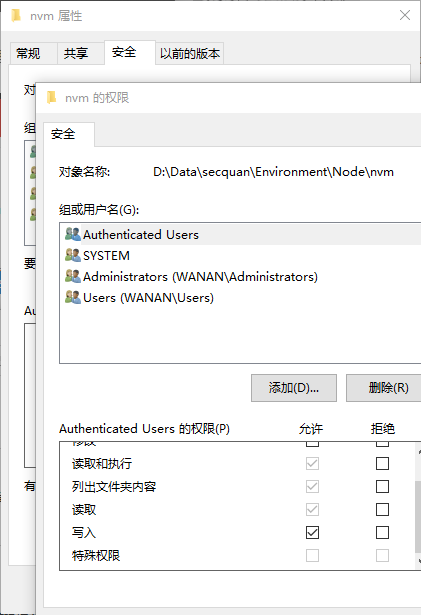 nvm 属性
常规
共享
安全
以前的版本
对
nvm 的权限
安全
组
对象名称:
D:\Data\secquan\Environment\Node\nvm
组或用户名(G):
Authenticated Users
SYSTEM
Administrators (WANAN\Administrators)
Users (WANAN\Users)
要
Au
添加(D)...
删除(R)
Authenticated Users 的权限(P)
允许
拒绝
修改
读取和执行
列出文件夹内容
读取
写入
特殊权限
有